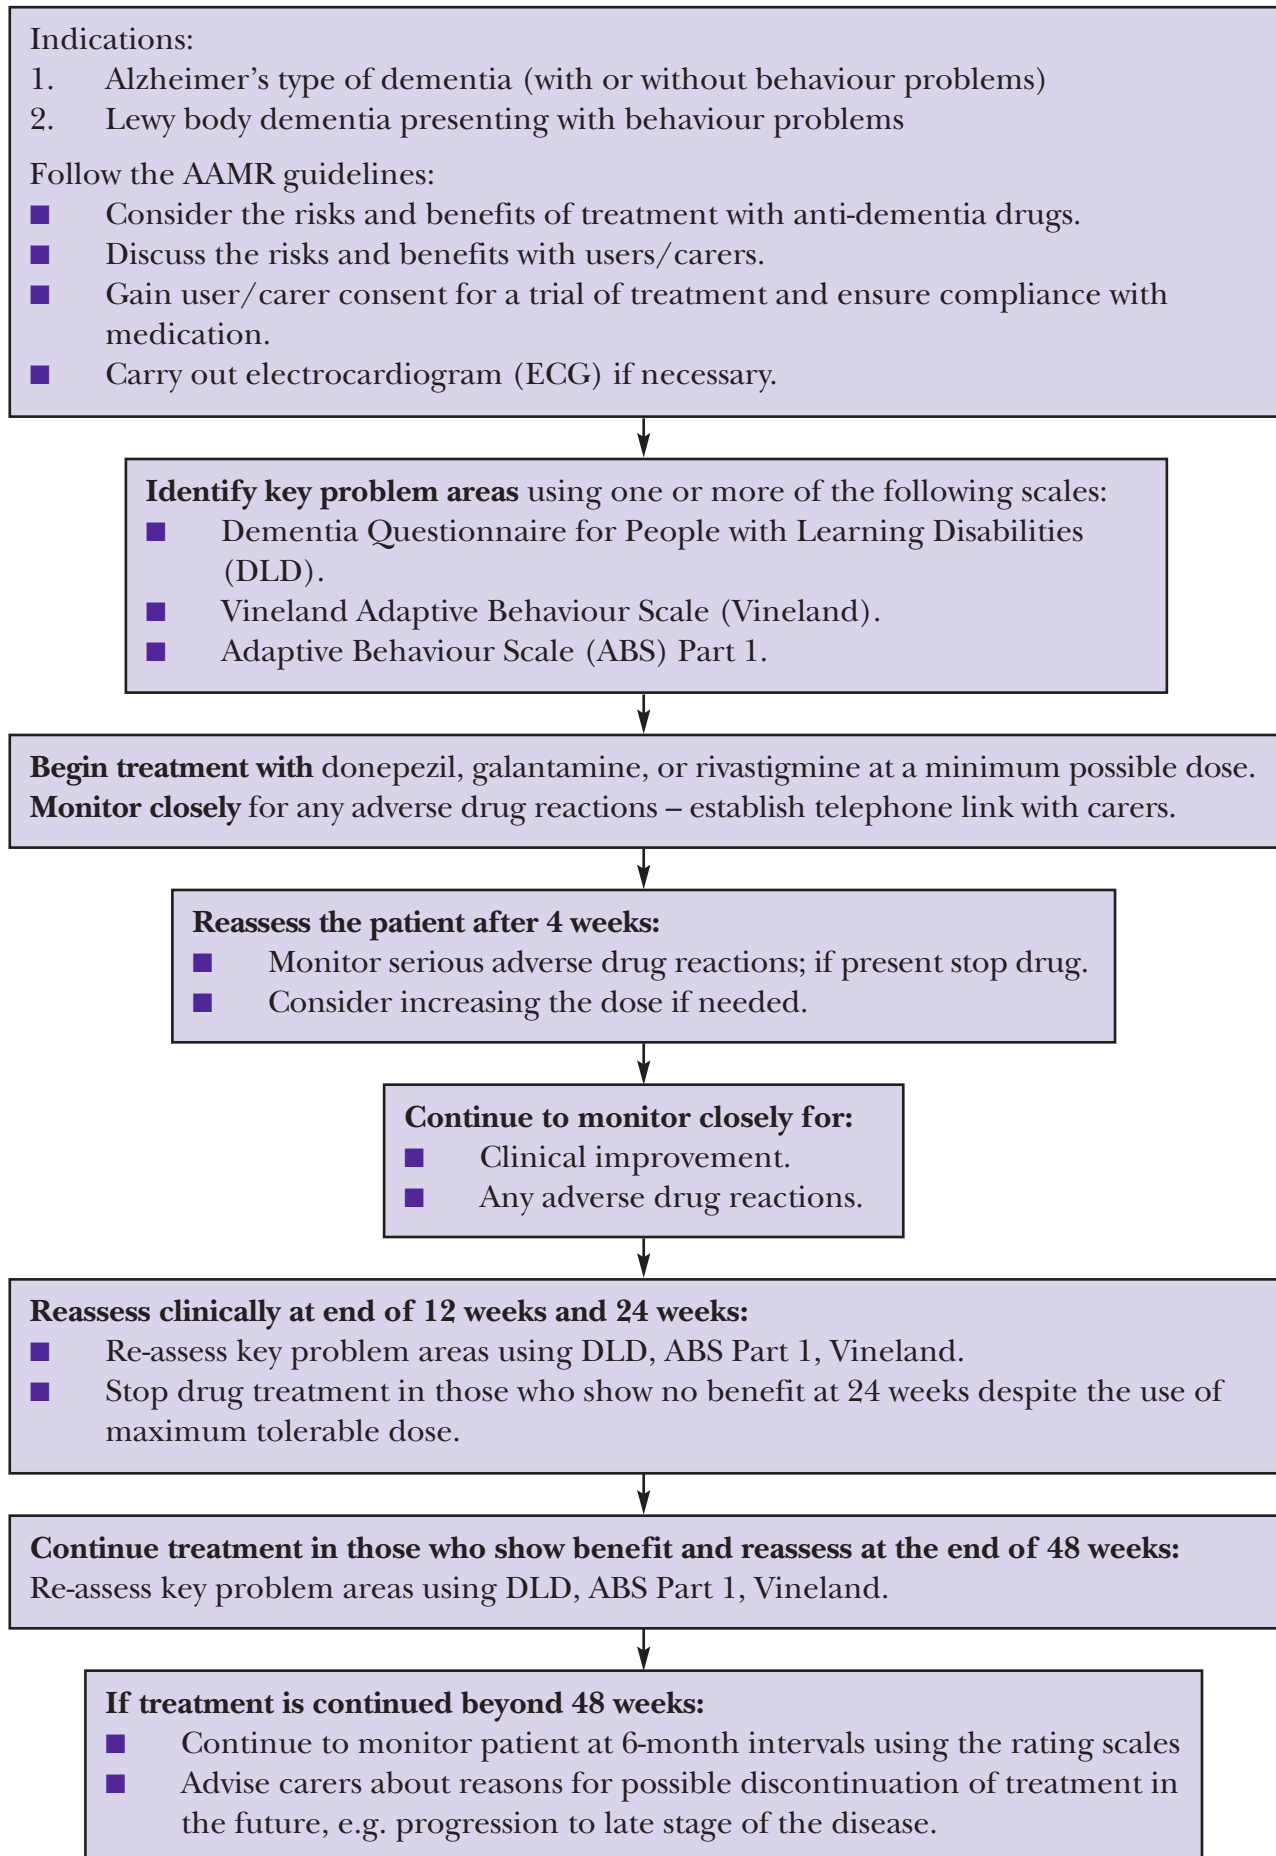 Indications:
1. Alzheimer's type of dementia (with or without behaviour problems)
2. Lewy body dementia presenting with behaviour problems
Follow the AAMR guidelines:
■ Consider the risks and benefits of treatment with anti-dementia drugs.
■ Discuss the risks and benefits with users/carers.
■ Gain user/carer consent for a trial of treatment and ensure compliance with
medication.
■ Carry out electrocardiogram (ECG) if necessary.
Identify key problem areas using one or more of the following scales:
■ Dementia Questionnaire for People with Learning Disabilities
(DLD).
■ Vineland Adaptive Behaviour Scale (Vineland).
■ Adaptive Behaviour Scale (ABS) Part 1.
Begin treatment with donepezil, galantamine, or rivastigmine at a minimum possible dose.
Monitor closely for any adverse drug reactions – establish telephone link with carers.
Reassess the patient after 4 weeks:
■ Monitor serious adverse drug reactions; if present stop drug.
■ Consider increasing the dose if needed.
Continue to monitor closely for:
■ Clinical improvement.
■ Any adverse drug reactions.
Reassess clinically at end of 12 weeks and 24 weeks:
■ Re-assess key problem areas using DLD, ABS Part 1, Vineland.
■ Stop drug treatment in those who show no benefit at 24 weeks despite the use of
maximum tolerable dose.
Continue treatment in those who show benefit and reassess at the end of 48 weeks:
Re-assess key problem areas using DLD, ABS Part 1, Vineland.
If treatment is continued beyond 48 weeks:
■ Continue to monitor patient at 6-month intervals using the rating scales
■ Advise carers about reasons for possible discontinuation of treatment in
the future, e.g. progression to late stage of the disease.